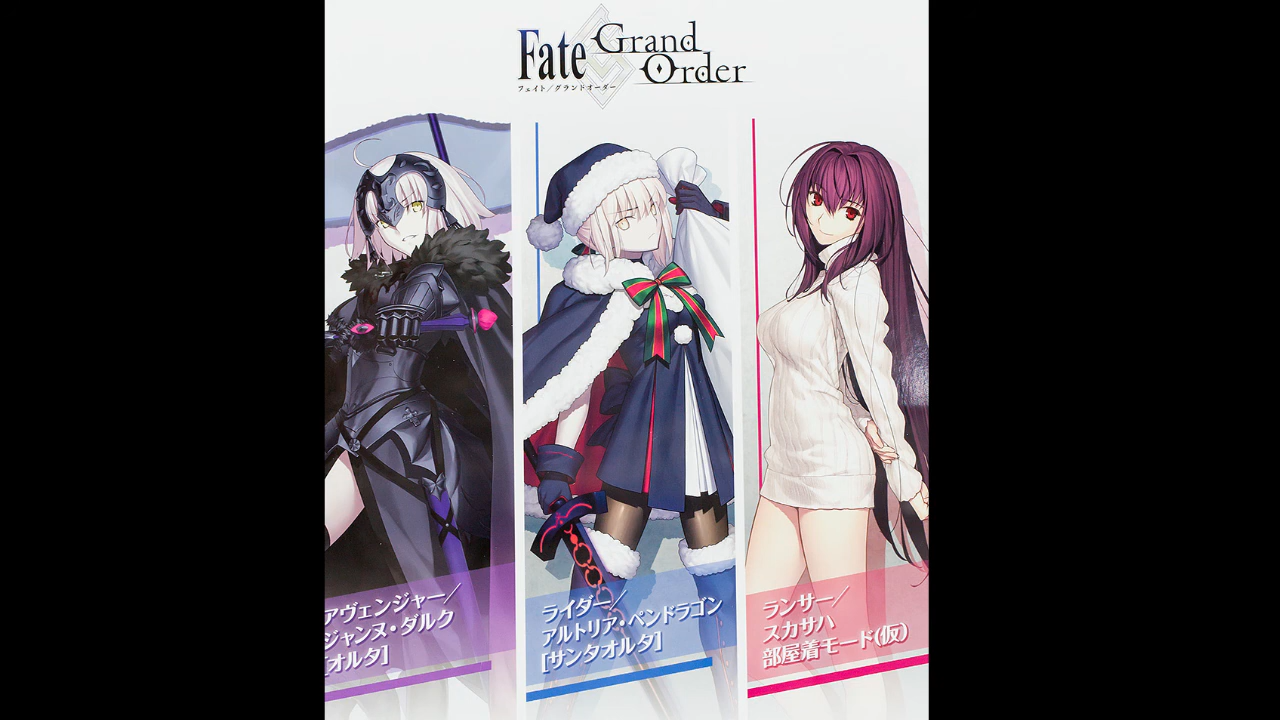 Fate Grand Order
フェイト／グランドオーダー
アヴェンジャー／
ジャンヌ・ダルク
[オルタ]
ライダー／
アルトリア・ペンドラゴン
[サンタオルタ]
ランサー／
スカサハ
部屋着モード(仮)